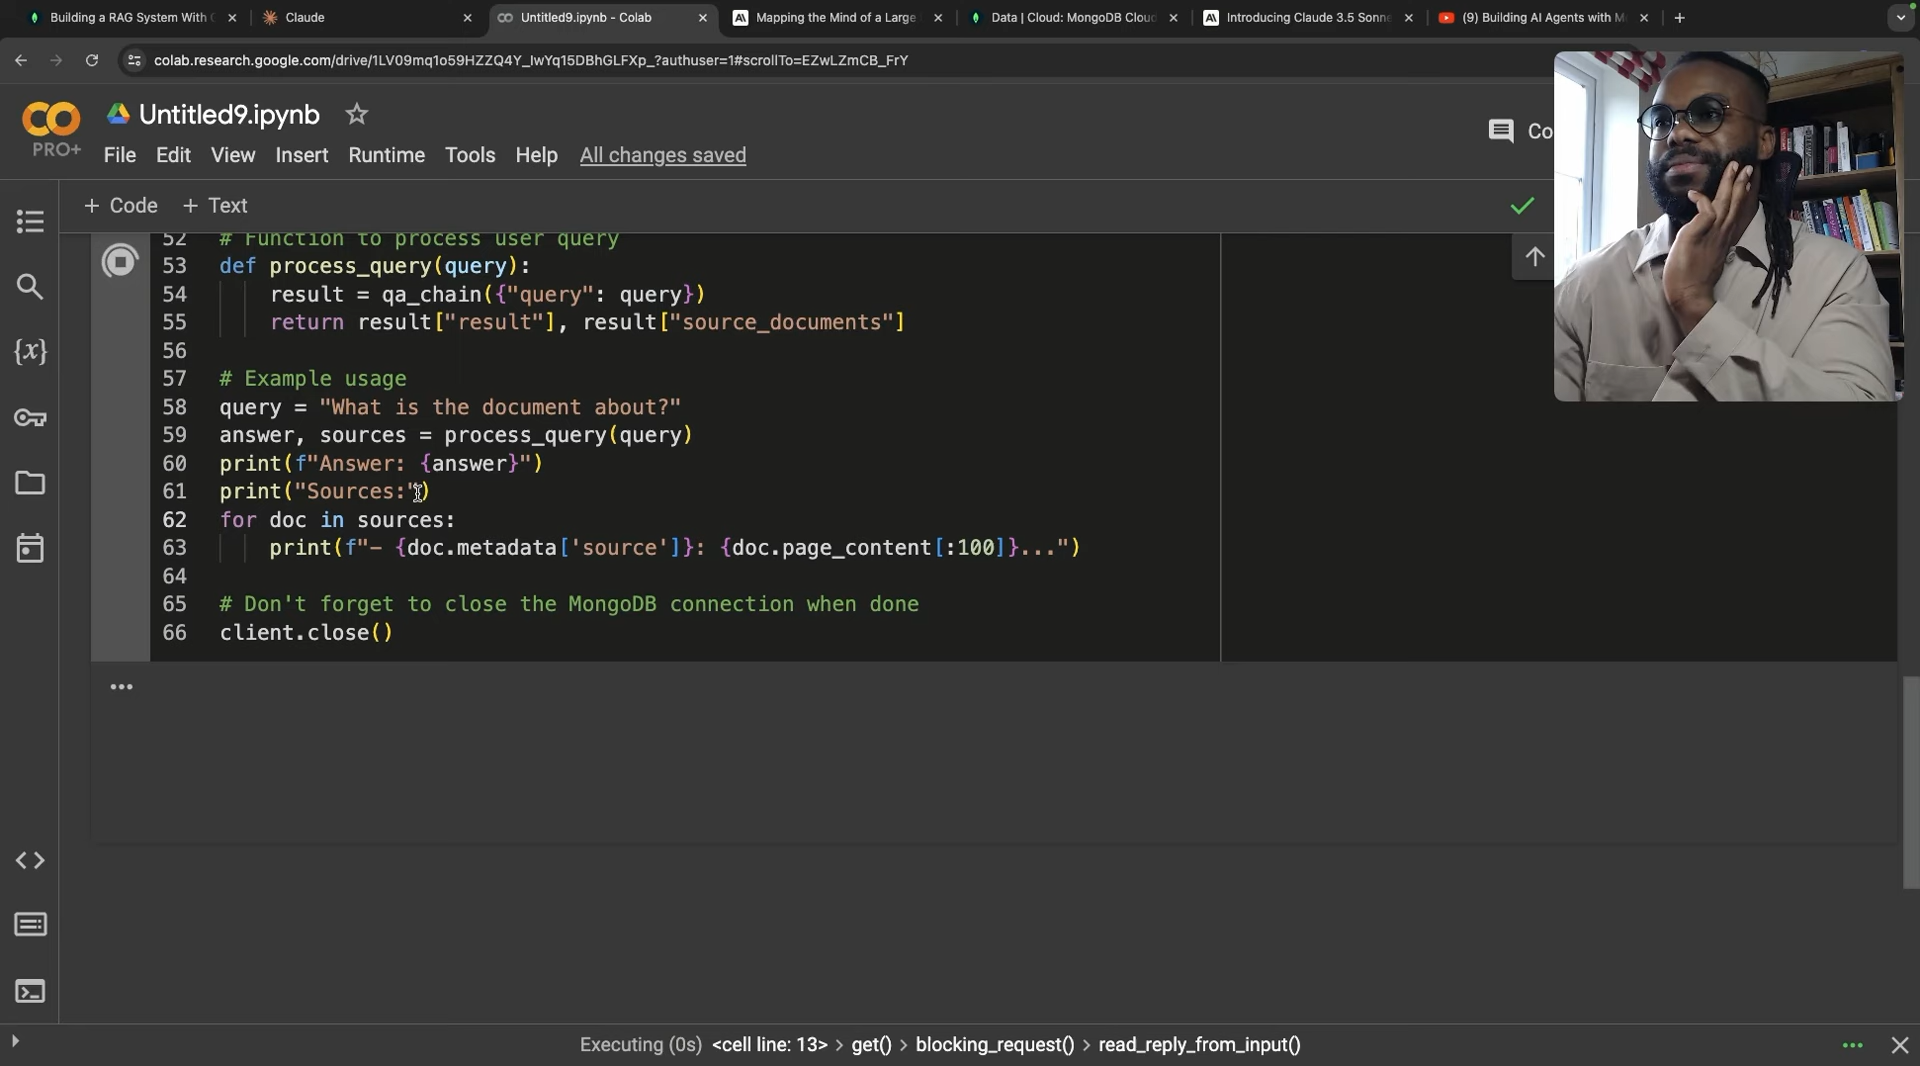 Building a RAG System With
Claude
Untitled9.ipynb - Colab
Mapping the Mind of a Large
Data | Cloud: MongoDB Cloud
Introducing Claude 3.5 Sonne
(9) Building AI Agents with M
colab.research.google.com/drive/1LV09mq1o59HZZQ4Y_IwYq15DBhGLFXp_?authuser=1#scrollTo=EZwLZmCB_FrY
PRO+
Untitled9.ipynb
File Edit View Insert Runtime Tools Help All changes saved
Co
+ Code + Text
52 # Function to process user query
53 def process_query(query):
54 result = qa_chain({"query": query})
55 return result["result"], result["source_documents"]
56
57 # Example usage
58 query = "What is the document about?"
59 answer, sources = process_query(query)
60 print(f"Answer: {answer}")
61 print("Sources:")
62 for doc in sources:
63 print(f"- {doc.metadata['source']}: {doc.page_content[:100]}...")
64
65 # Don't forget to close the MongoDB connection when done
66 client.close()
Executing (0s) <cell line: 13> > get() > blocking_request() > read_reply_from_input()